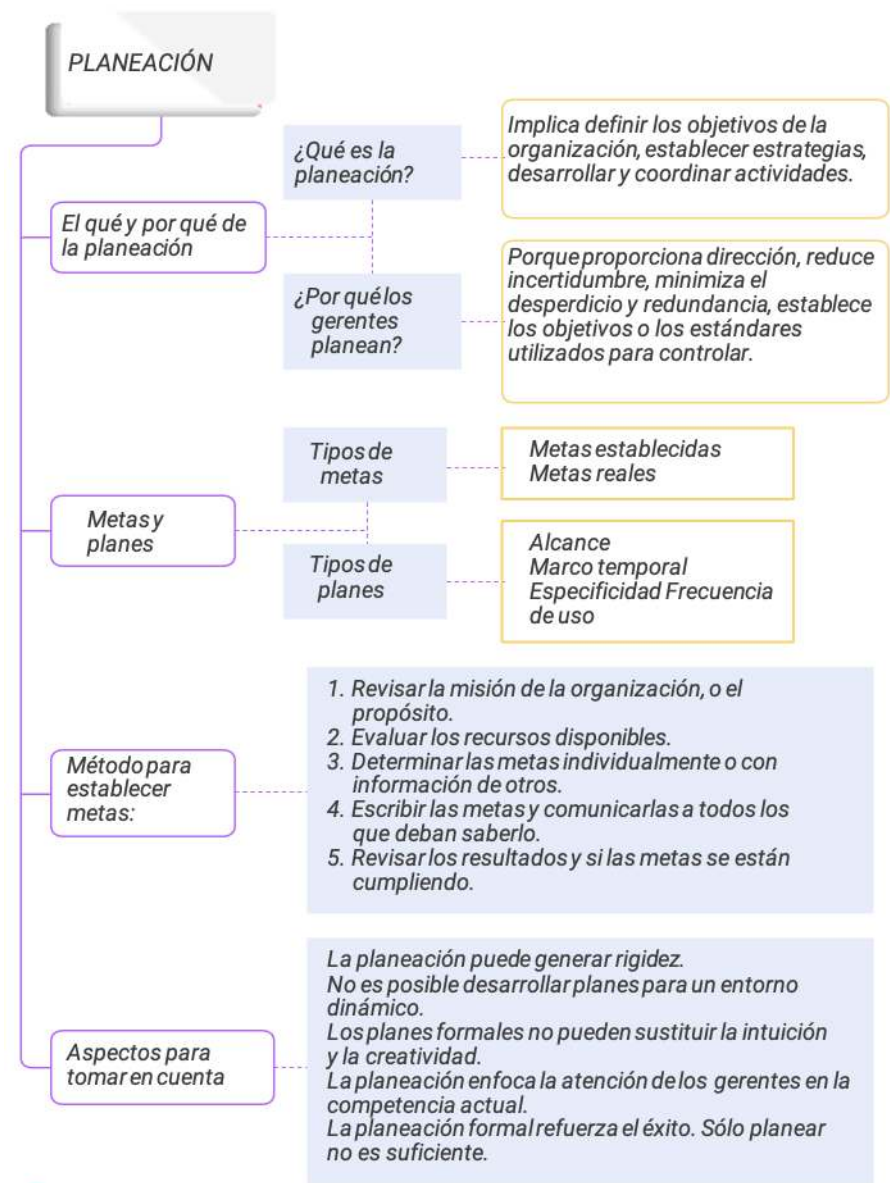 PLANEACIÓN
El qué y por qué de
la planeación
¿Qué es la
planeación?
Implica definir los objetivos de la
organización, establecer estrategias,
desarrollar y coordinar actividades.
¿Por qué los
gerentes
planean?
Porque proporciona dirección, reduce
incertidumbre, minimiza el
desperdicio y redundancia, establece
los objetivos o los estándares
utilizados para controlar.
Metas y
planes
Tipos de
metas
Metas establecidas
Metas reales
Tipos de
planes
Alcance
Marco temporal
Especificidad Frecuencia
de uso
Método para
establecer
metas:
1. Revisar la misión de la organización, o el
propósito.
2. Evaluar los recursos disponibles.
3. Determinar las metas individualmente o con
información de otros.
4. Escribir las metas y comunicarlas a todos los
que deban saberlo.
5. Revisar los resultados y si las metas se están
cumpliendo.
Aspectos para
tomar en cuenta
La planeación puede generar rigidez.
No es posible desarrollar planes para un entorno
dinámico.
Los planes formales no pueden sustituir la intuición
y la creatividad.
La planeación enfoca la atención de los gerentes en la
competencia actual.
La planeación formal refuerza el éxito. Sólo planear
no es suficiente.